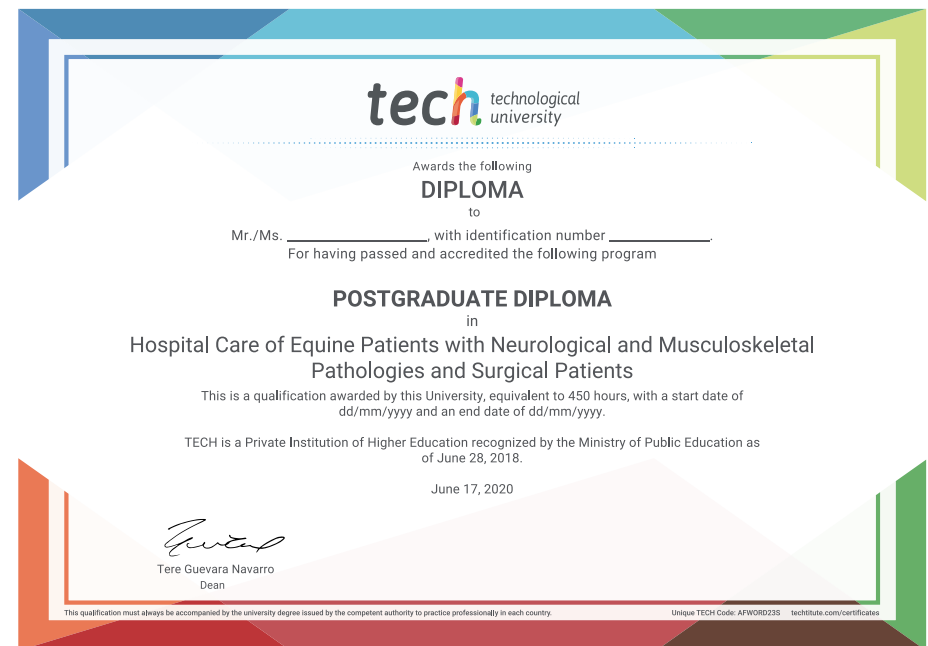 tech technological
university
Awards the following
DIPLOMA
to
Mr./Ms. ____________________, with identification number ______________.
For having passed and accredited the following program
POSTGRADUATE DIPLOMA
in
Hospital Care of Equine Patients with Neurological and Musculoskeletal
Pathologies and Surgical Patients
This is a qualification awarded by this University, equivalent to 450 hours, with a start date of
dd/mm/yyyy and an end date of dd/mm/yyyy.
TECH is a Private Institution of Higher Education recognized by the Ministry of Public Education as
of June 28, 2018.
June 17, 2020
Tere Guevara Navarro
Dean
This qualification must always be accompanied by the university degree issued by the competent authority to practice professionally in each country. Unique TECH Code: AFWORD23S techtitute.com/certificates